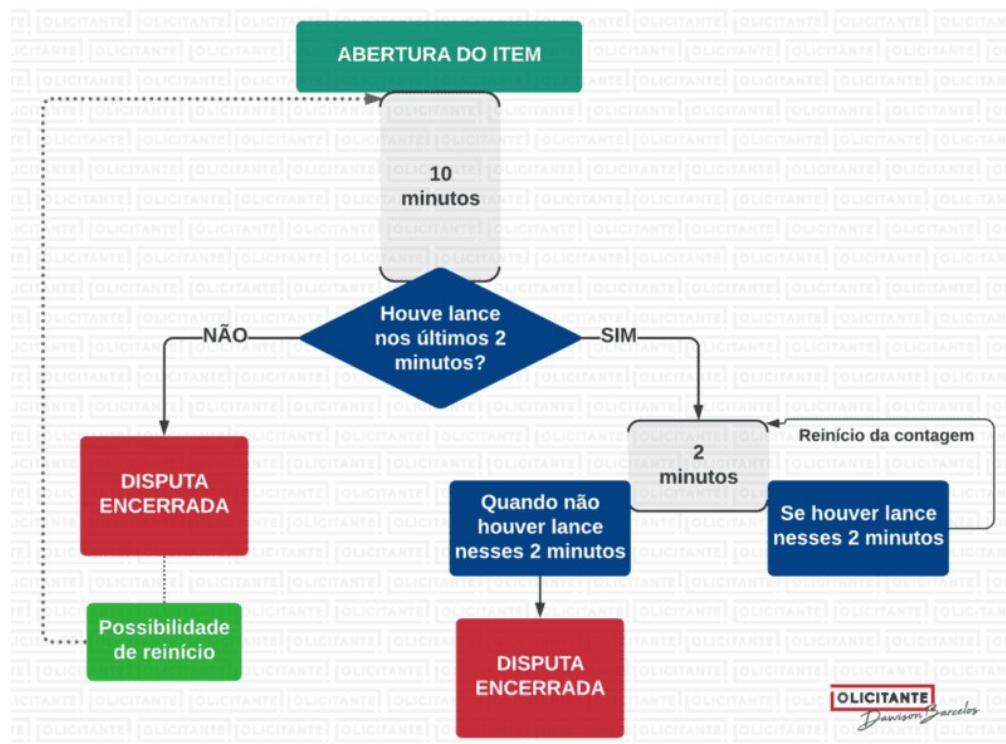 ABERTURA DO ITEM
10
minutos
Houve lance
nos últimos 2
minutos?
NÃO
SIM
DISPUTA
ENCERRADA
Possibilidade
de reinício
2
minutos
Reinício da contagem
Quando não
houver lance
nesses 2 minutos
Se houver lance
nesses 2 minutos
DISPUTA
ENCERRADA
OLICITANTE
Dawison Barcelos